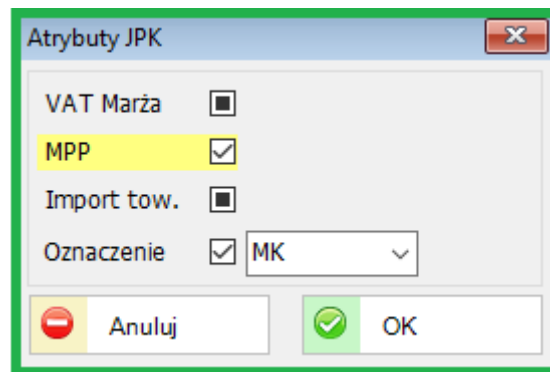 Atrybuty JPK
VAT Marża
MPP
Import tow.
Oznaczenie MK
Anuluj OK